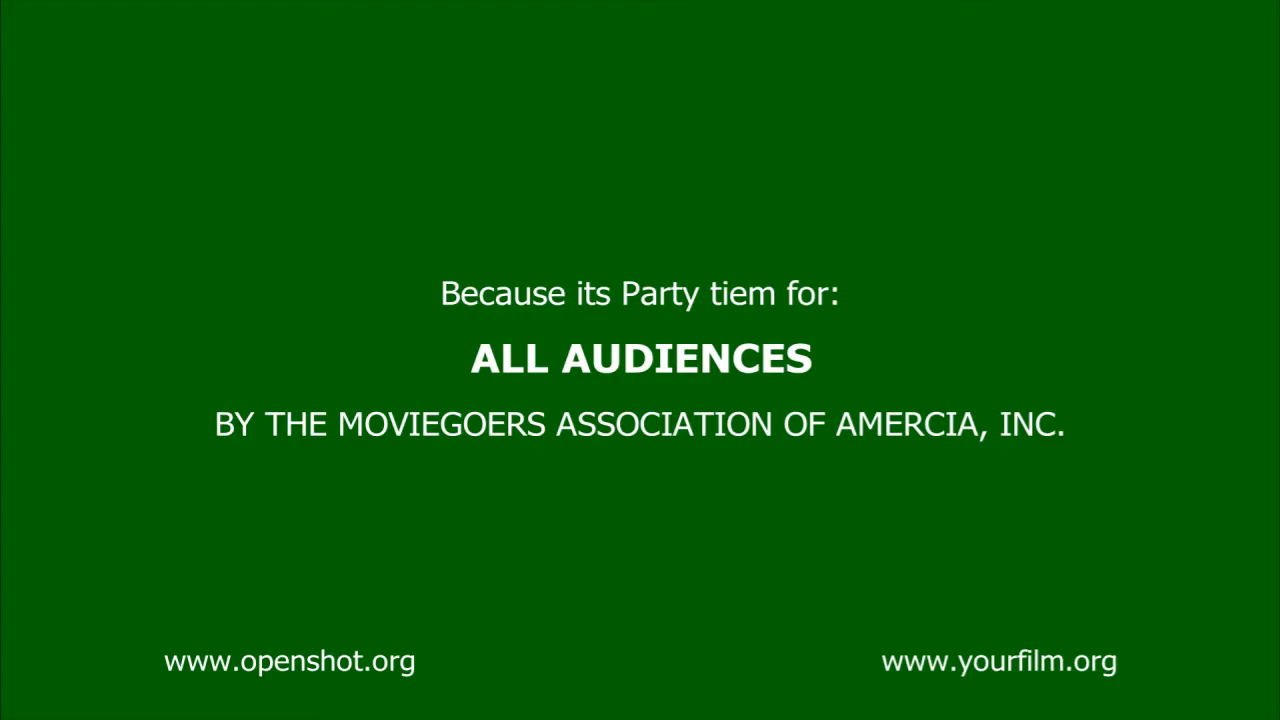 Because its Party tiem for:
ALL AUDIENCES
BY THE MOVIEGOERS ASSOCIATION OF AMERCIA, INC.
www.openshot.org
www.yourfilm.org